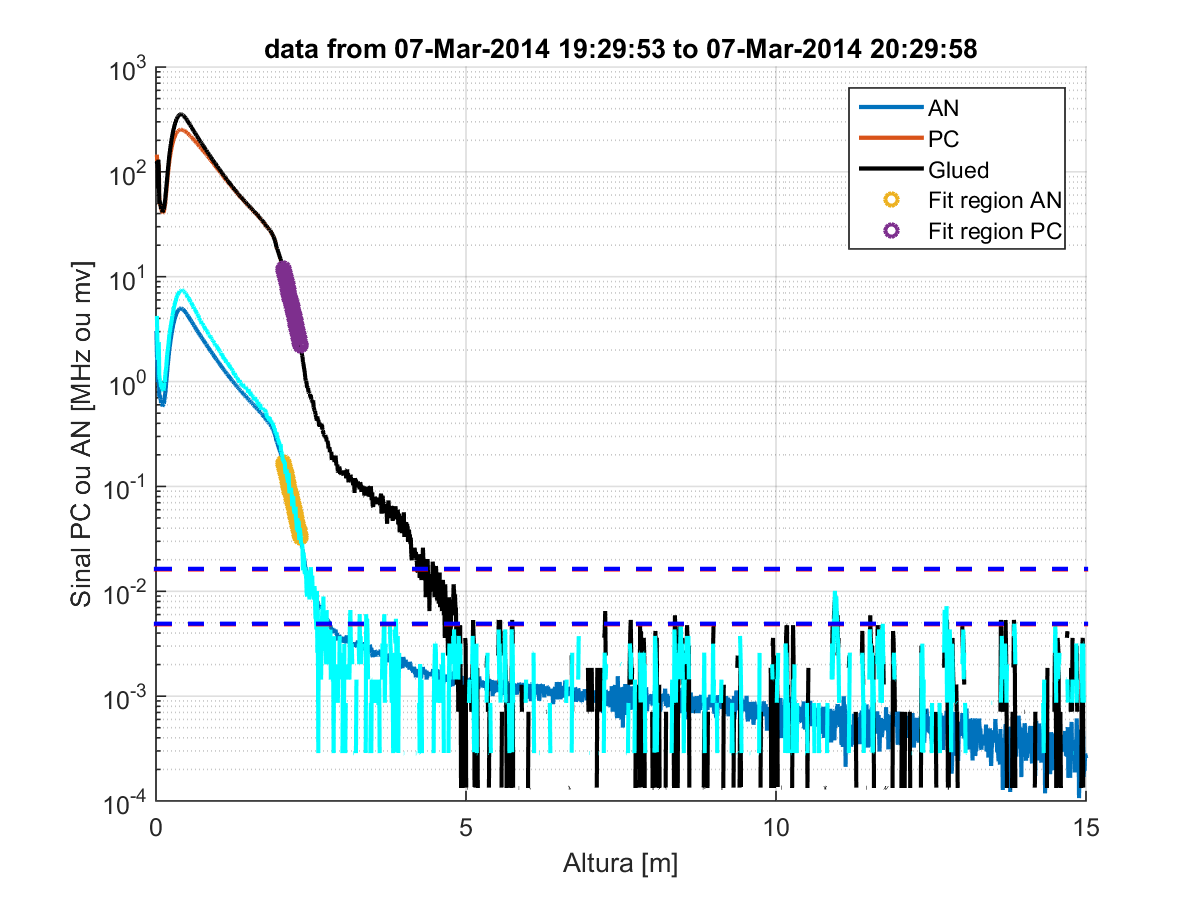 data from 07-Mar-2014 19:29:53 to 07-Mar-2014 20:29:58
Sinal PC ou AN [MHz ou mv]
10^3
10^2
10^1
10^0
10^-1
10^-2
10^-3
10^-4
AN
PC
Glued
Fit region AN
Fit region PC
0 5 10 15
Altura [m]